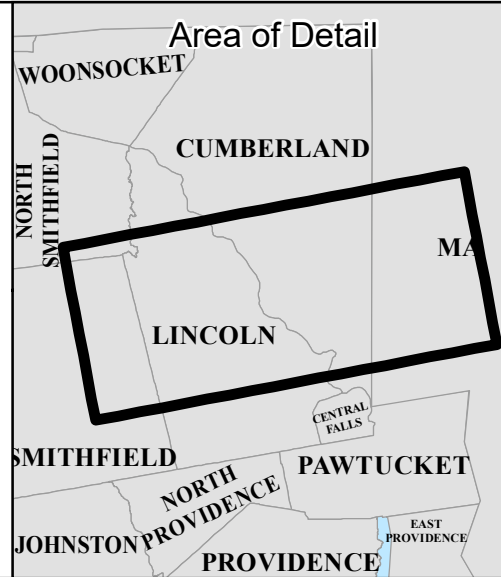 Area of Detail
WOONSOCKET
CUMBERLAND
NORTH
SMITHFIELD
MA
LINCOLN
CENTRAL
FALLS
SMITHFIELD
PAWTUCKET
NORTH
PROVIDENCE
EAST
PROVIDENCE
JOHNSTON
PROVIDENCE